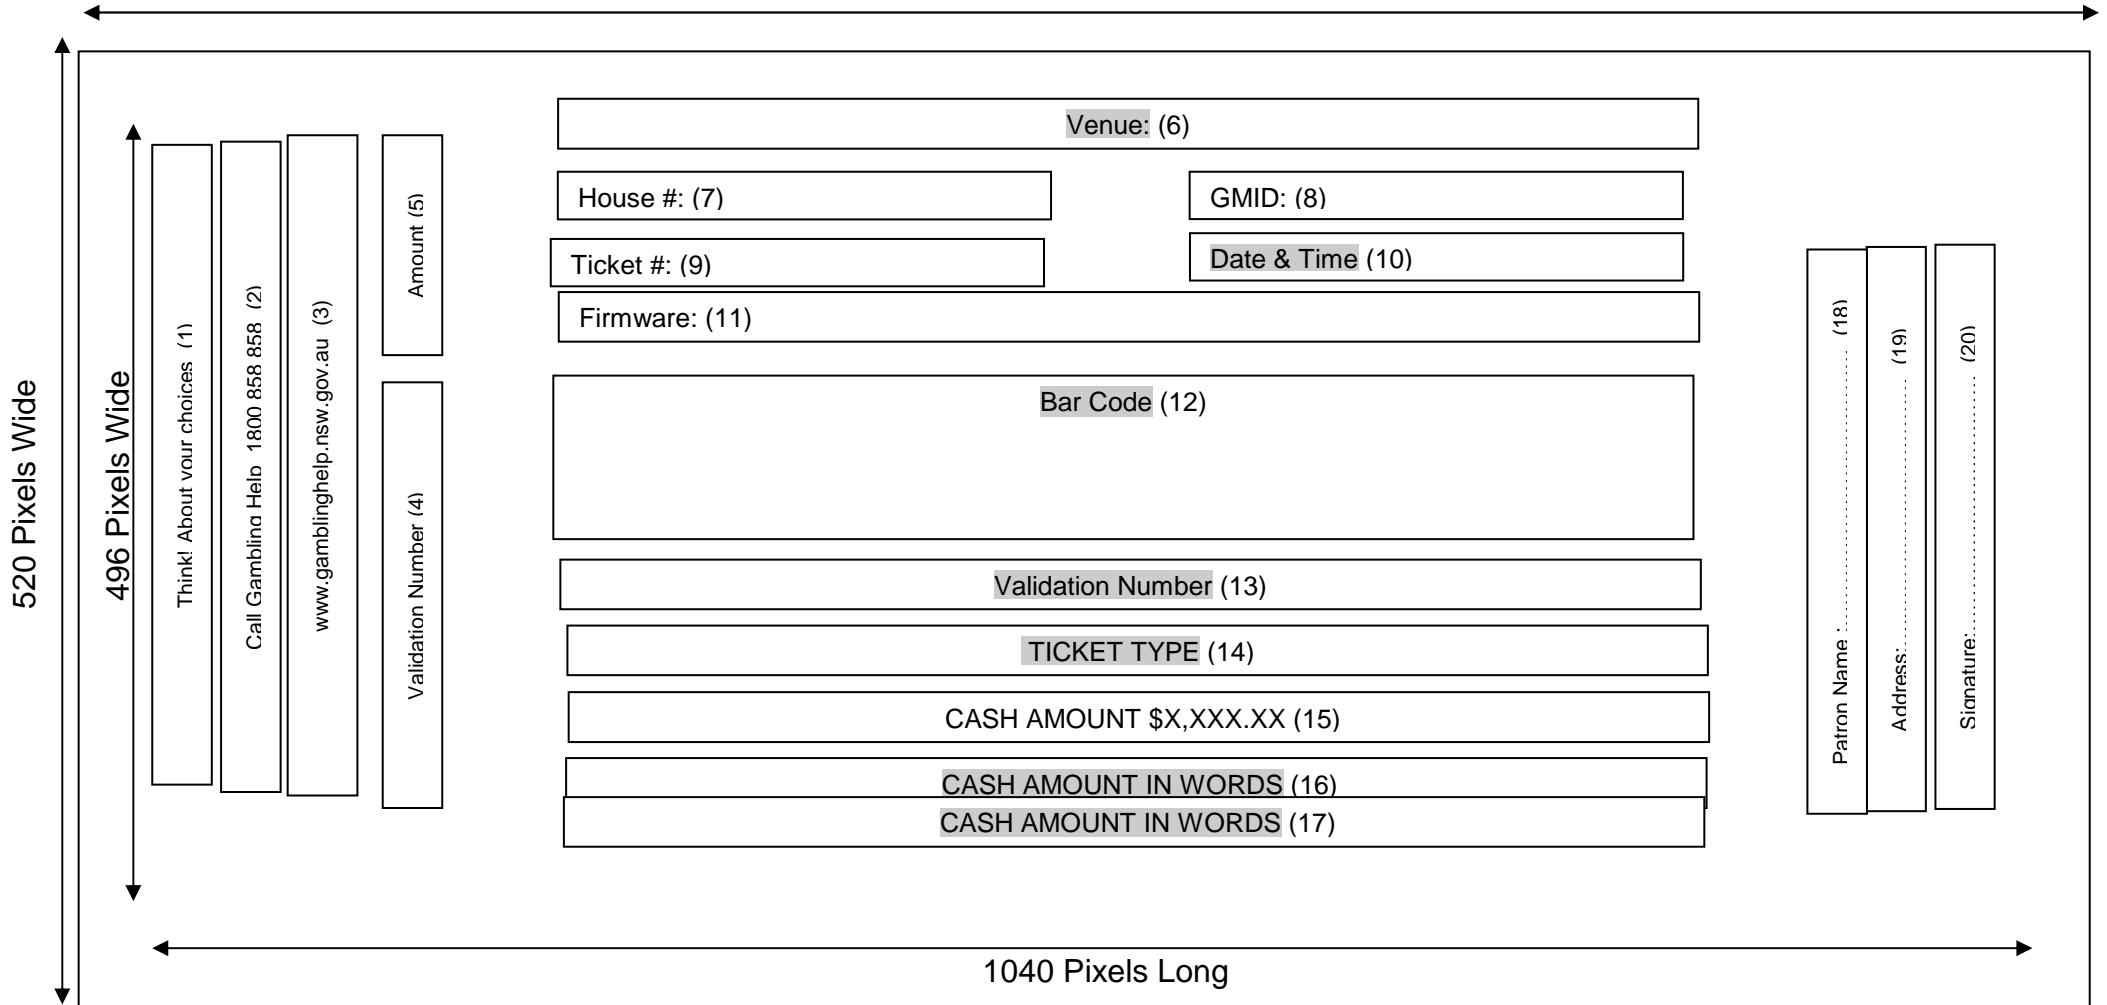 520 Pixels Wide
496 Pixels Wide
Think! About your choices (1)
Call Gambling Help 1800 858 858 (2)
www.gamblinghelp.nsw.gov.au (3)
Amount (5)
Validation Number (4)
Venue: (6)
House #: (7)
GMID: (8)
Ticket #: (9)
Date & Time (10)
Firmware: (11)
Bar Code (12)
Validation Number (13)
TICKET TYPE (14)
CASH AMOUNT $X,XXX.XX (15)
CASH AMOUNT IN WORDS (16)
CASH AMOUNT IN WORDS (17)
Patron Name :.......................................... (18)
Address:.......................................... (19)
Signature:.................................... (20)
1040 Pixels Long